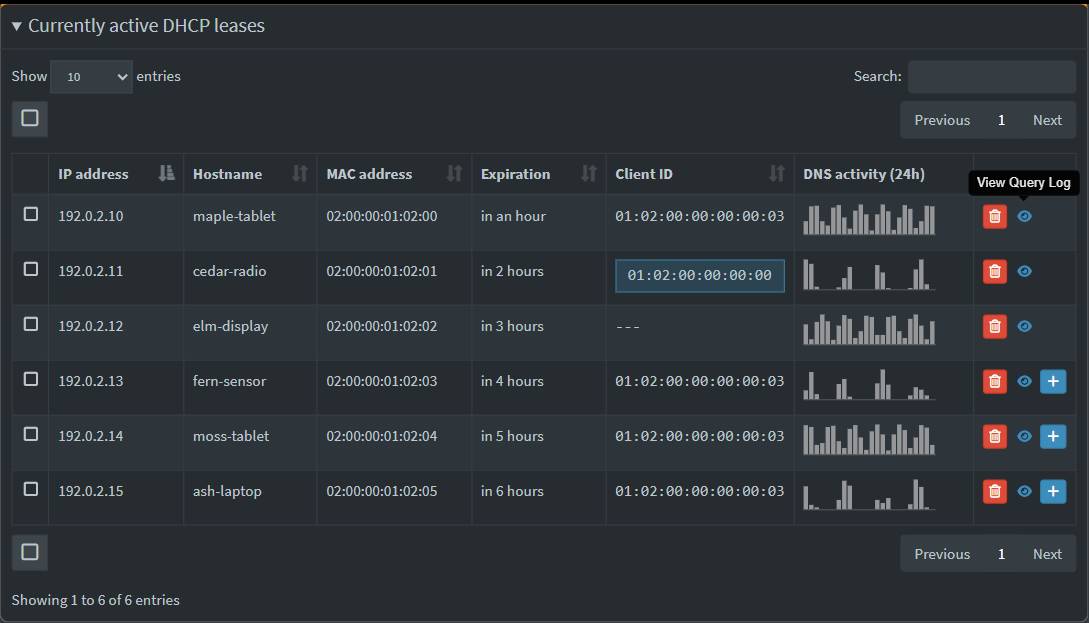 Currently active DHCP leases
Show 10 entries Search:
Previous 1 Next
IP address Hostname MAC address Expiration Client ID DNS activity (24h)
View Query Log
192.0.2.10 maple-tablet 02:00:00:01:02:00 in an hour 01:02:00:00:00:00:03
192.0.2.11 cedar-radio 02:00:00:01:02:01 in 2 hours 01:02:00:00:00:00
192.0.2.12 elm-display 02:00:00:01:02:02 in 3 hours ---
192.0.2.13 fern-sensor 02:00:00:01:02:03 in 4 hours 01:02:00:00:00:00:03
192.0.2.14 moss-tablet 02:00:00:01:02:04 in 5 hours 01:02:00:00:00:00:03
192.0.2.15 ash-laptop 02:00:00:01:02:05 in 6 hours 01:02:00:00:00:00:03
Previous 1 Next
Showing 1 to 6 of 6 entries